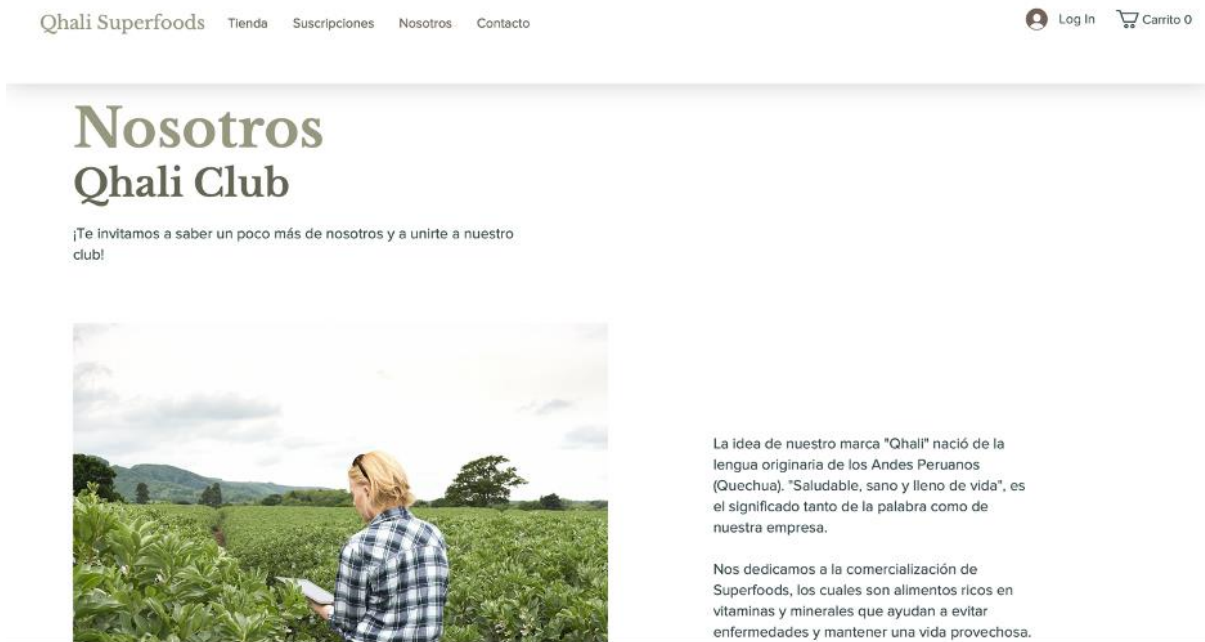 Qhali Superfoods Tienda Suscripciones Nosotros Contacto Log In Carrito 0
Nosotros
Qhali Club
¡Te invitamos a saber un poco más de nosotros y a unirte a nuestro
club!
La idea de nuestro marca "Qhali" nació de la
lengua originaria de los Andes Peruanos
(Quechua). "Saludable, sano y lleno de vida", es
el significado tanto de la palabra como de
nuestra empresa.
Nos dedicamos a la comercialización de
Superfoods, los cuales son alimentos ricos en
vitaminas y minerales que ayudan a evitar
enfermedades y mantener una vida provechosa.